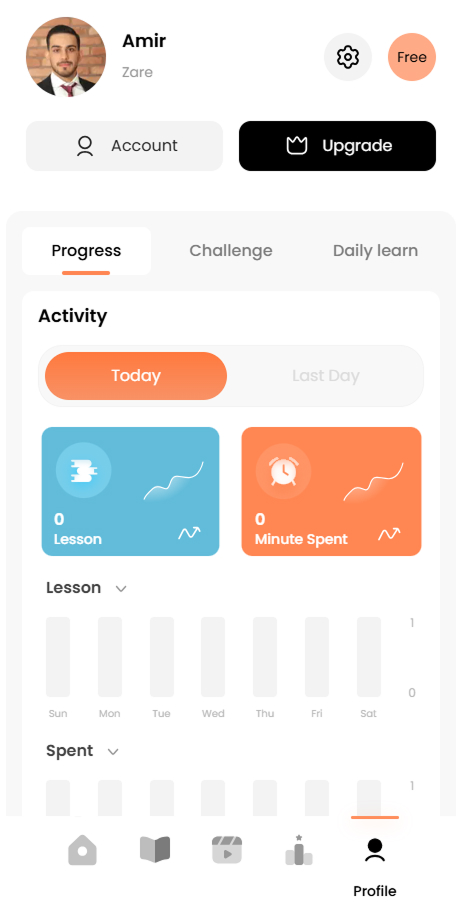 Amir
Zare
Free
Account
Upgrade
Progress
Challenge
Daily learn
Activity
Today
Last Day
0
Lesson
0
Minute Spent
Lesson
1
0
Sun Mon Tue Wed Thu Fri Sat
Spent
1
Profile